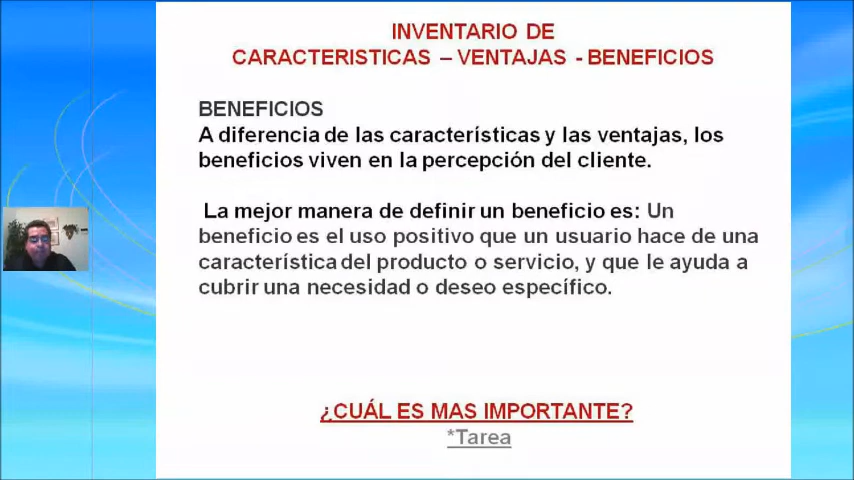 INVENTARIO DE
CARACTERISTICAS – VENTAJAS - BENEFICIOS
BENEFICIOS
A diferencia de las características y las ventajas, los
beneficios viven en la percepción del cliente.
La mejor manera de definir un beneficio es: Un
beneficio es el uso positivo que un usuario hace de una
característica del producto o servicio, y que le ayuda a
cubrir una necesidad o deseo específico.
¿CUÁL ES MAS IMPORTANTE?
*Tarea